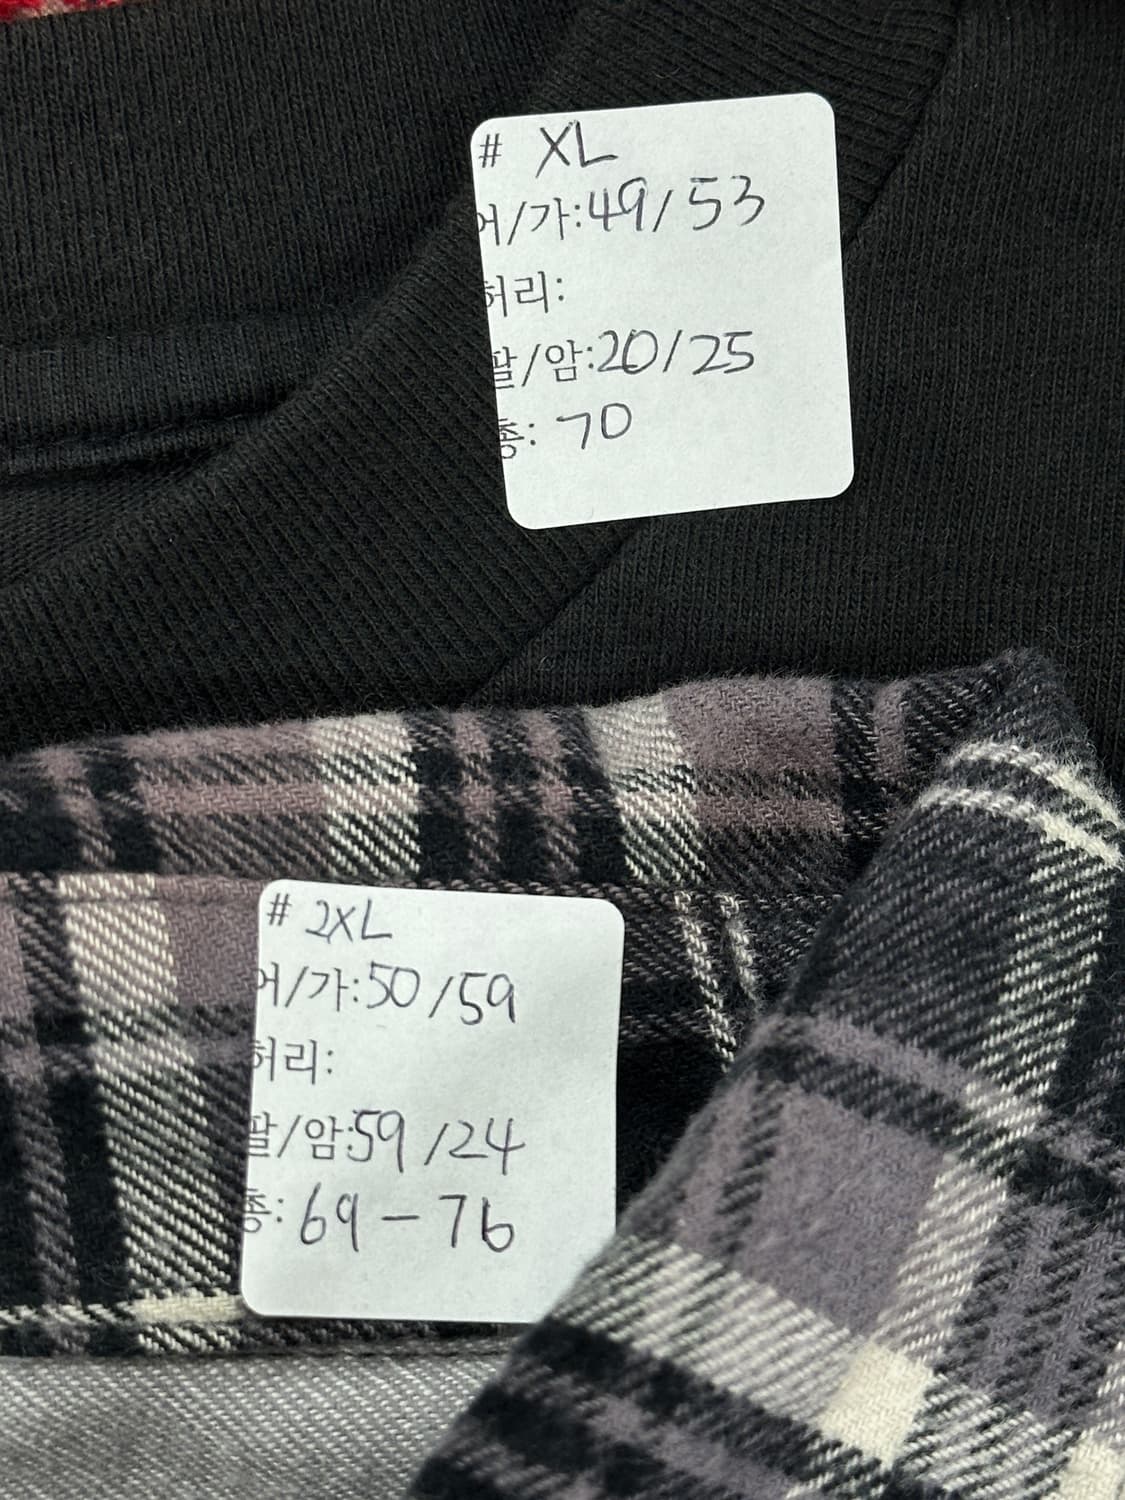 # XL
어/가:49/53
허리:
팔/암:20/25
총: 70
# 2XL
어/가:50/59
허리:
팔/암:59/24
총: 69-76